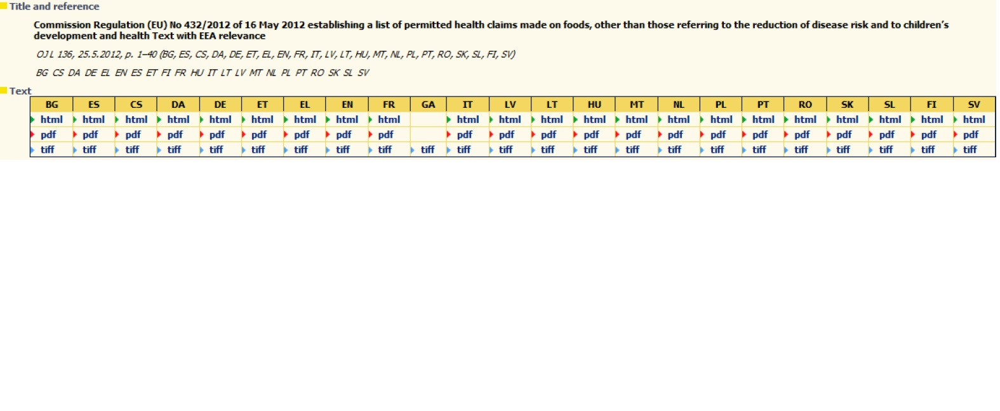 Title and reference
Commission Regulation (EU) No 432/2012 of 16 May 2012 establishing a list of permitted health claims made on foods, other than those referring to the reduction of disease risk and to children’s
development and health Text with EEA relevance
OJ L 136, 25.5.2012, p. 1–40 (BG, ES, CS, DA, DE, ET, EL, EN, FR, IT, LV, LT, HU, MT, NL, PL, PT, RO, SK, SL, FI, SV)
BG CS DA DE EL EN ES ET FI FR HU IT LT LV MT NL PL PT RO SK SL SV
Text
BG ES CS DA DE ET EL EN FR GA IT LV LT HU MT NL PL PT RO SK SL FI SV
html html html html html html html html html html html html html html html html html html html html html html
pdf pdf pdf pdf pdf pdf pdf pdf pdf pdf pdf pdf pdf pdf pdf pdf pdf pdf pdf pdf pdf pdf
tiff tiff tiff tiff tiff tiff tiff tiff tiff tiff tiff tiff tiff tiff tiff tiff tiff tiff tiff tiff tiff tiff tiff